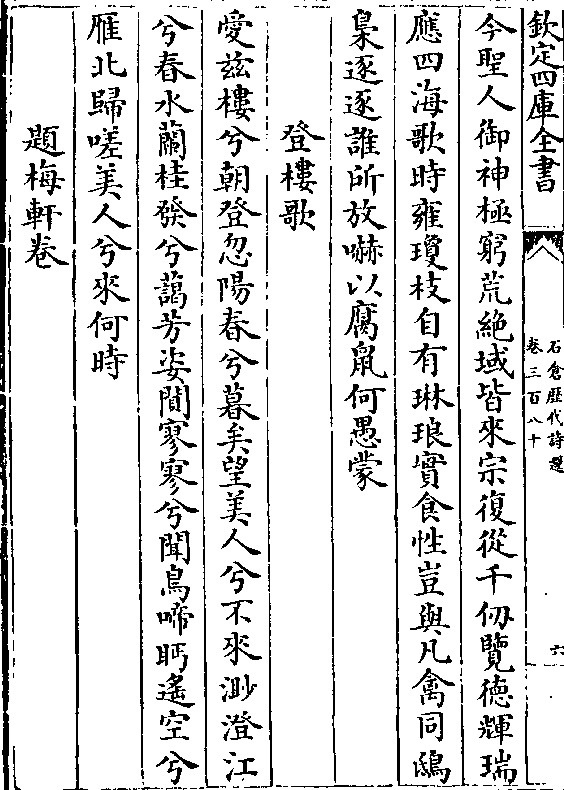 欽定四庫全書
石倉歷代詩選
卷三百八十
六
今聖人御神極窮荒絶域皆來宗復從千仭覽徳輝瑞
應四海歌時雍瓊枝自有琳琅實食性豈與凡禽同鴟
梟逐逐誰所放嚇以腐䑕何愚蒙
登樓歌
愛兹樓兮朝登忽陽春兮暮矣望美人兮不來渺澄江
兮春水蘭桂發兮藹芳姿閴寥寥兮聞鳥啼眄遙空兮
雁北歸嗟美人兮來何時
題梅軒卷